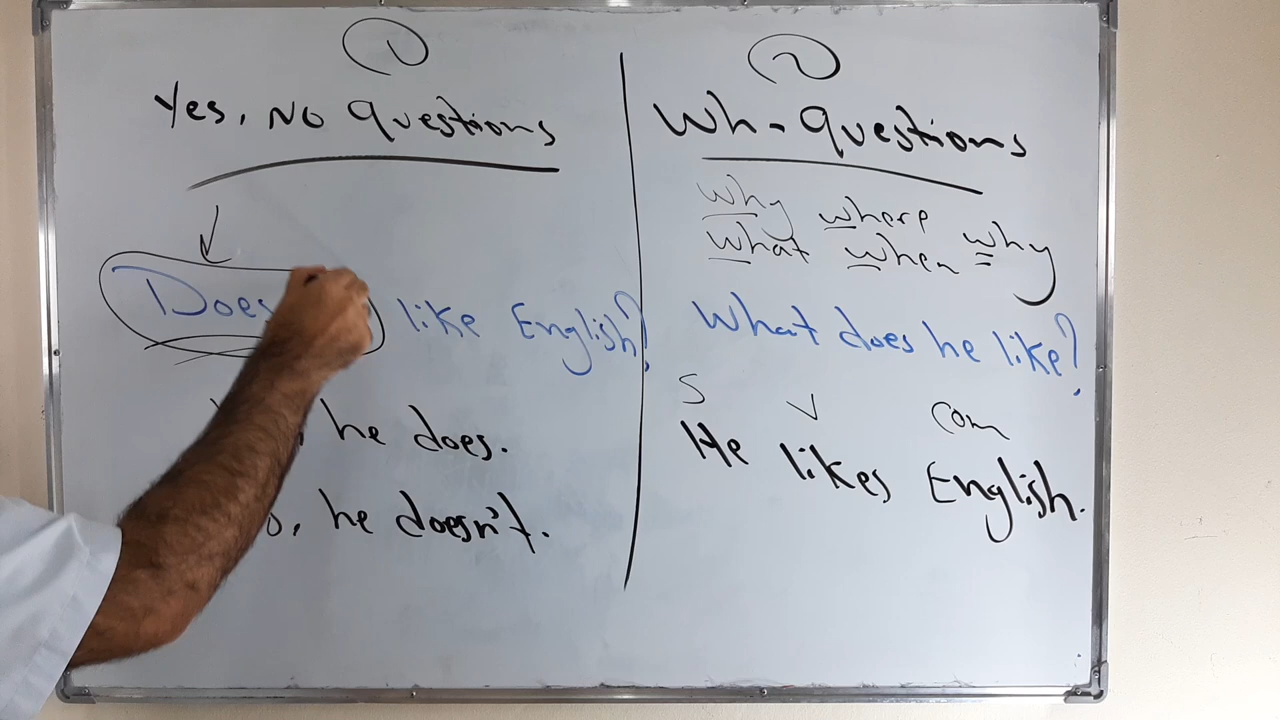 1
Yes, No Questions
Does like English?
he does.
he doesn't.
2
Wh-Questions
why where
what when why
What does he like?
S V Com
He likes English.